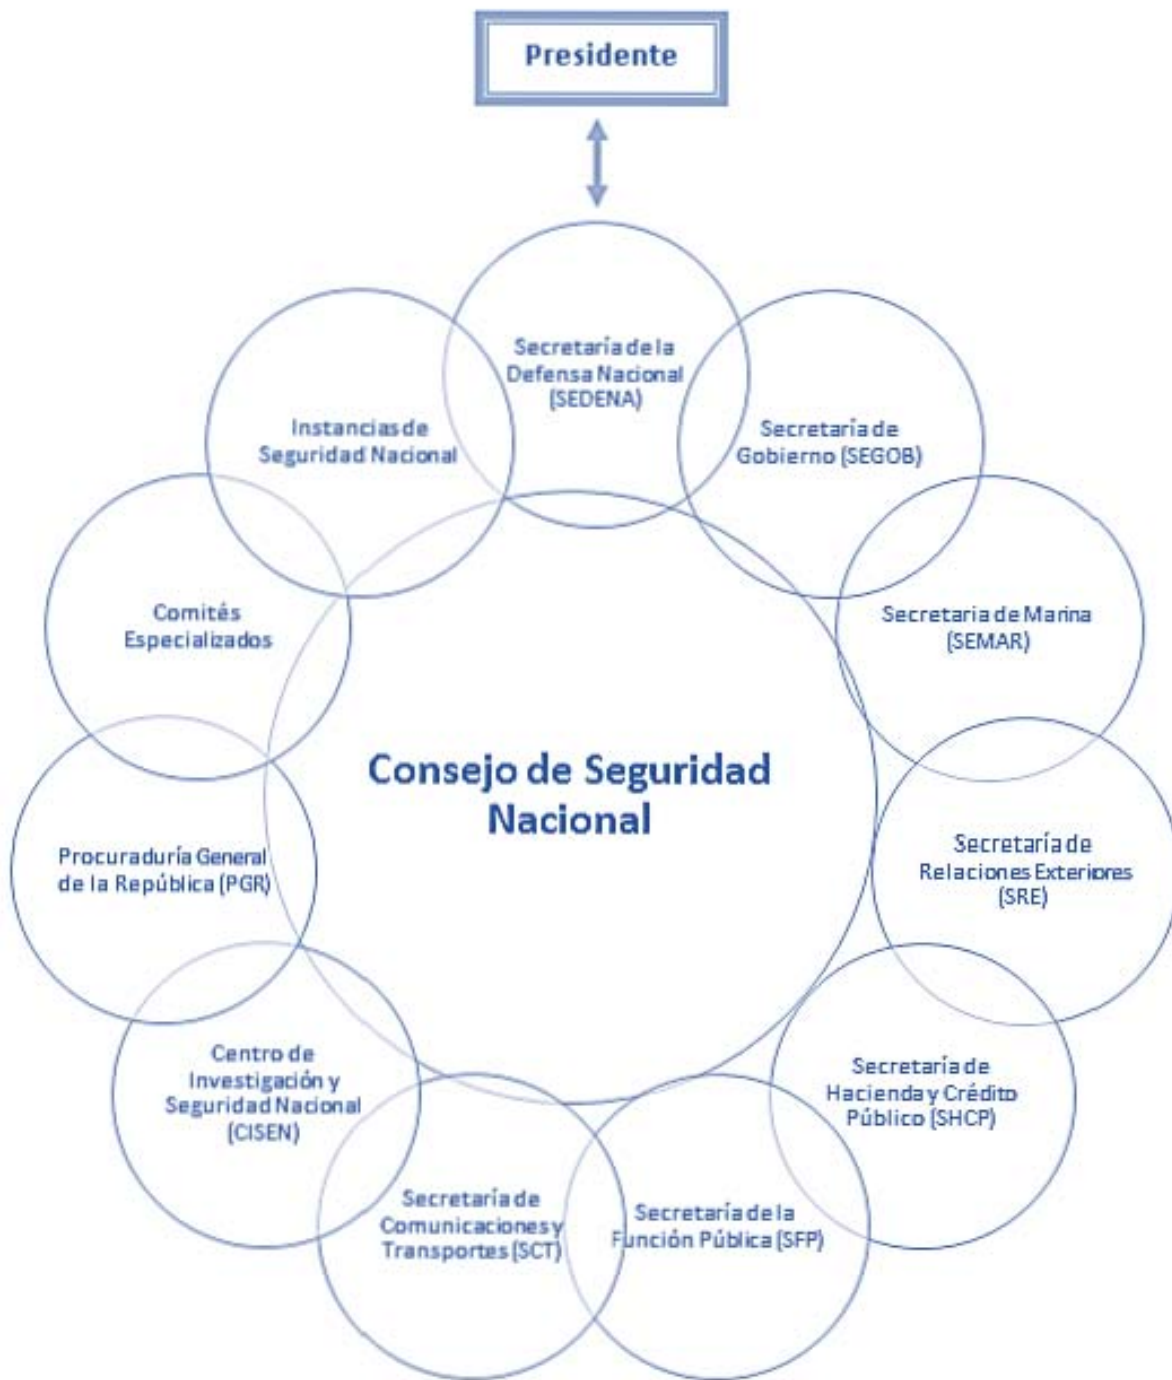 Presidente
Secretaría de la
Defensa Nacional
(SEDENA)
Secretaría de
Gobierno (SEGOB)
Secretaria de Marina
(SEMAR)
Secretaría de
Relaciones Exteriores
(SRE)
Secretaría de
Hacienda y Crédito
Público (SHCP)
Secretaría de la
Función Pública (SFP)
Secretaría de
Comunicaciones y
Transportes (SCT)
Centro de
Investigación y
Seguridad Nacional
(CISEN)
Procuraduría General
de la República (PGR)
Comités
Especializados
Instancias de
Seguridad Nacional
Consejo de Seguridad
Nacional